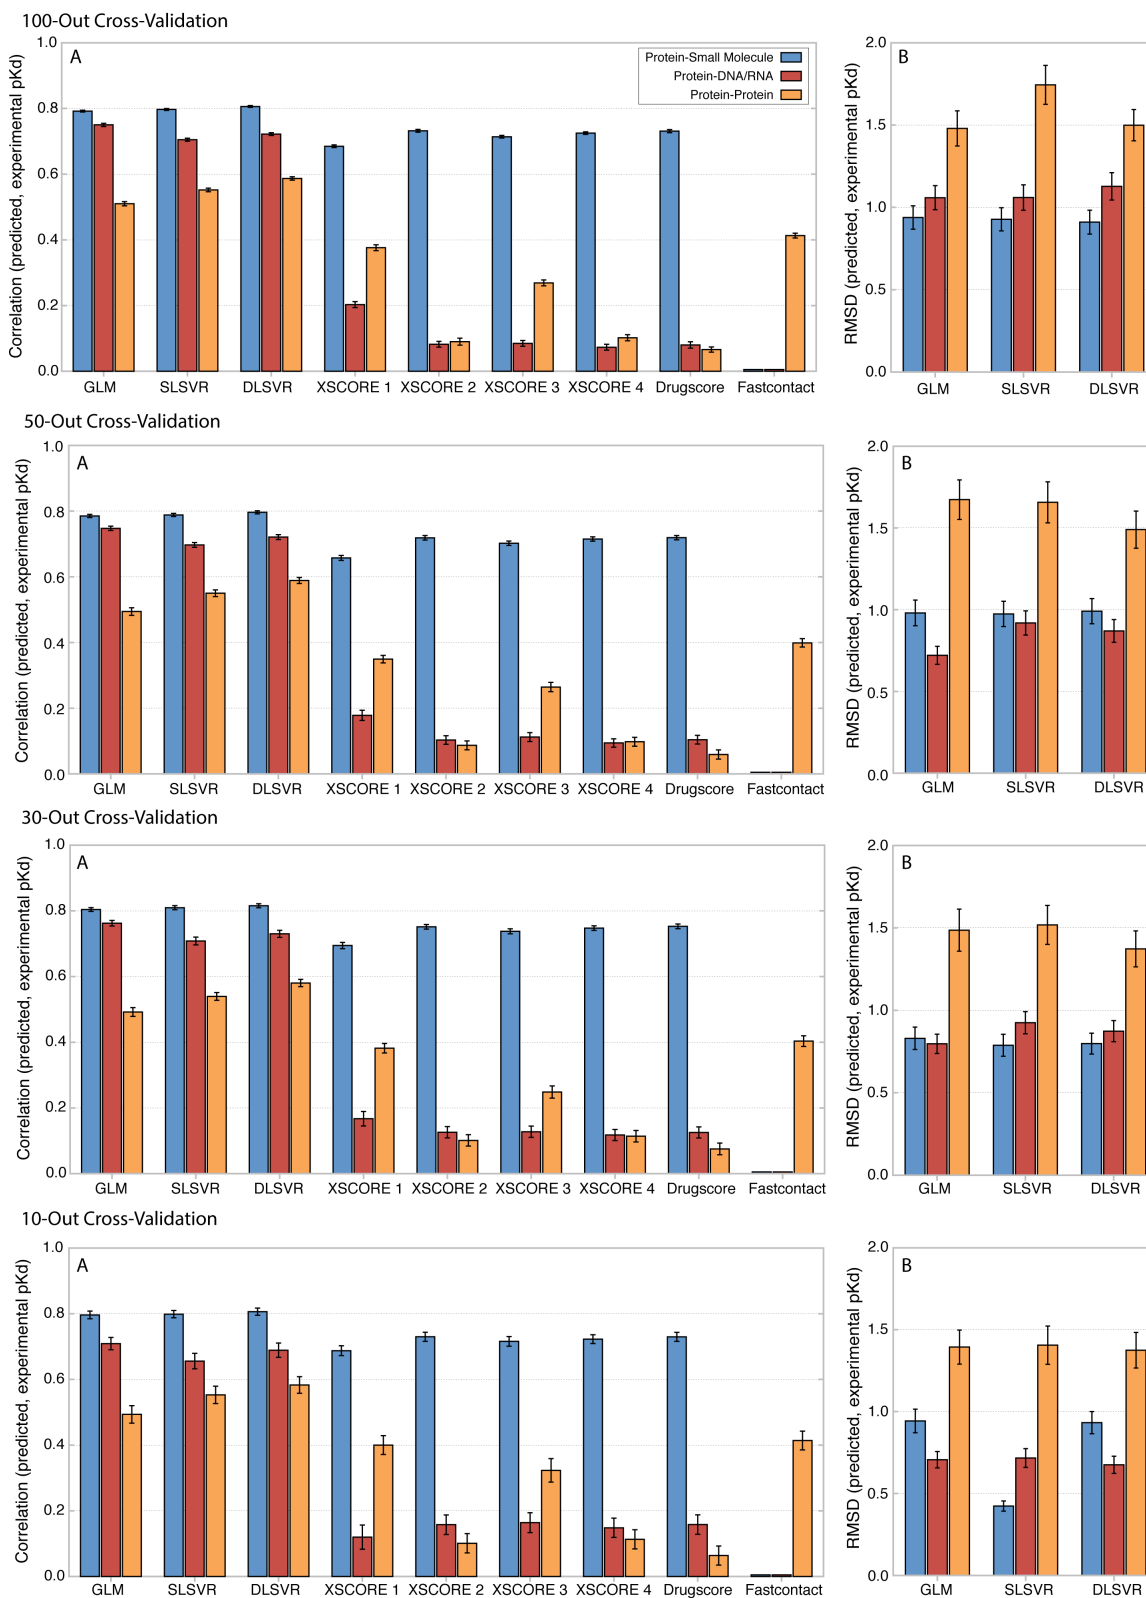 100-Out Cross-Validation
A
Protein-Small Molecule
Protein-DNA/RNA
Protein-Protein
Correlation (predicted, experimental pKd)
1.0
0.8
0.6
0.4
0.2
0.0
GLM SLSVR DLSVR XSCORE 1 XSCORE 2 XSCORE 3 XSCORE 4 Drugscore Fastcontact
B
RMSD (predicted, experimental pKd)
2.0
1.5
1.0
0.5
0.0
GLM SLSVR DLSVR
50-Out Cross-Validation
A
Correlation (predicted, experimental pKd)
1.0
0.8
0.6
0.4
0.2
0.0
GLM SLSVR DLSVR XSCORE 1 XSCORE 2 XSCORE 3 XSCORE 4 Drugscore Fastcontact
B
RMSD (predicted, experimental pKd)
2.0
1.5
1.0
0.5
0.0
GLM SLSVR DLSVR
30-Out Cross-Validation
A
Correlation (predicted, experimental pKd)
1.0
0.8
0.6
0.4
0.2
0.0
GLM SLSVR DLSVR XSCORE 1 XSCORE 2 XSCORE 3 XSCORE 4 Drugscore Fastcontact
B
RMSD (predicted, experimental pKd)
2.0
1.5
1.0
0.5
0.0
GLM SLSVR DLSVR
10-Out Cross-Validation
A
Correlation (predicted, experimental pKd)
1.0
0.8
0.6
0.4
0.2
0.0
GLM SLSVR DLSVR XSCORE 1 XSCORE 2 XSCORE 3 XSCORE 4 Drugscore Fastcontact
B
RMSD (predicted, experimental pKd)
2.0
1.5
1.0
0.5
0.0
GLM SLSVR DLSVR